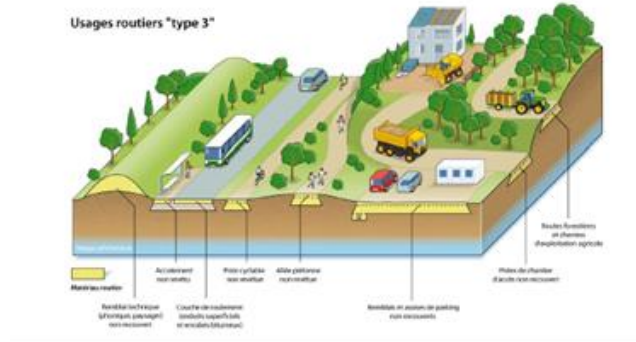 Usages routiers "type 3"
Matériau routier
Accotement
non revêtu
Piste cyclable
non revêtue
Allée piétonne
non revêtue
Pistes de chantier
d'accès non recouvert
Routes forestières
et chemins
d'exploitation agricole
Remblai technique
(phonique, paysager)
non recouvert
Couche de roulement
(enduits superficiels
et enrobés bitumeux)
Remblais et assises de parking
non recouverts